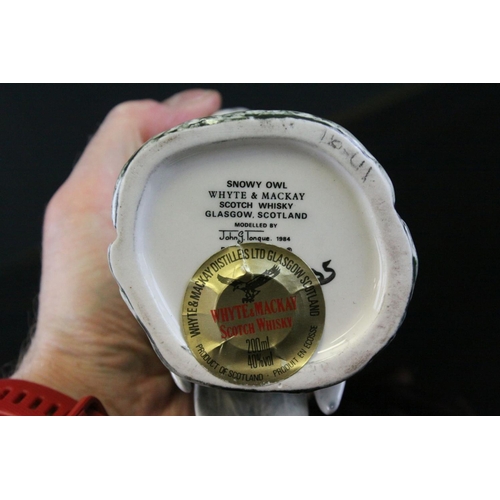 SNOWY OWL
WHYTE & MACKAY
SCOTCH WHISKY
GLASGOW, SCOTLAND
MODELLED BY
John G. Tongue. 1984
WHYTE & MACKAY DISTILLERS LTD GLASGOW, SCOTLAND
WHYTE & MACKAY
SCOTCH WHISKY
200ml
40%vol
PRODUCT OF SCOTLAND · PRODUIT EN ECOSSE